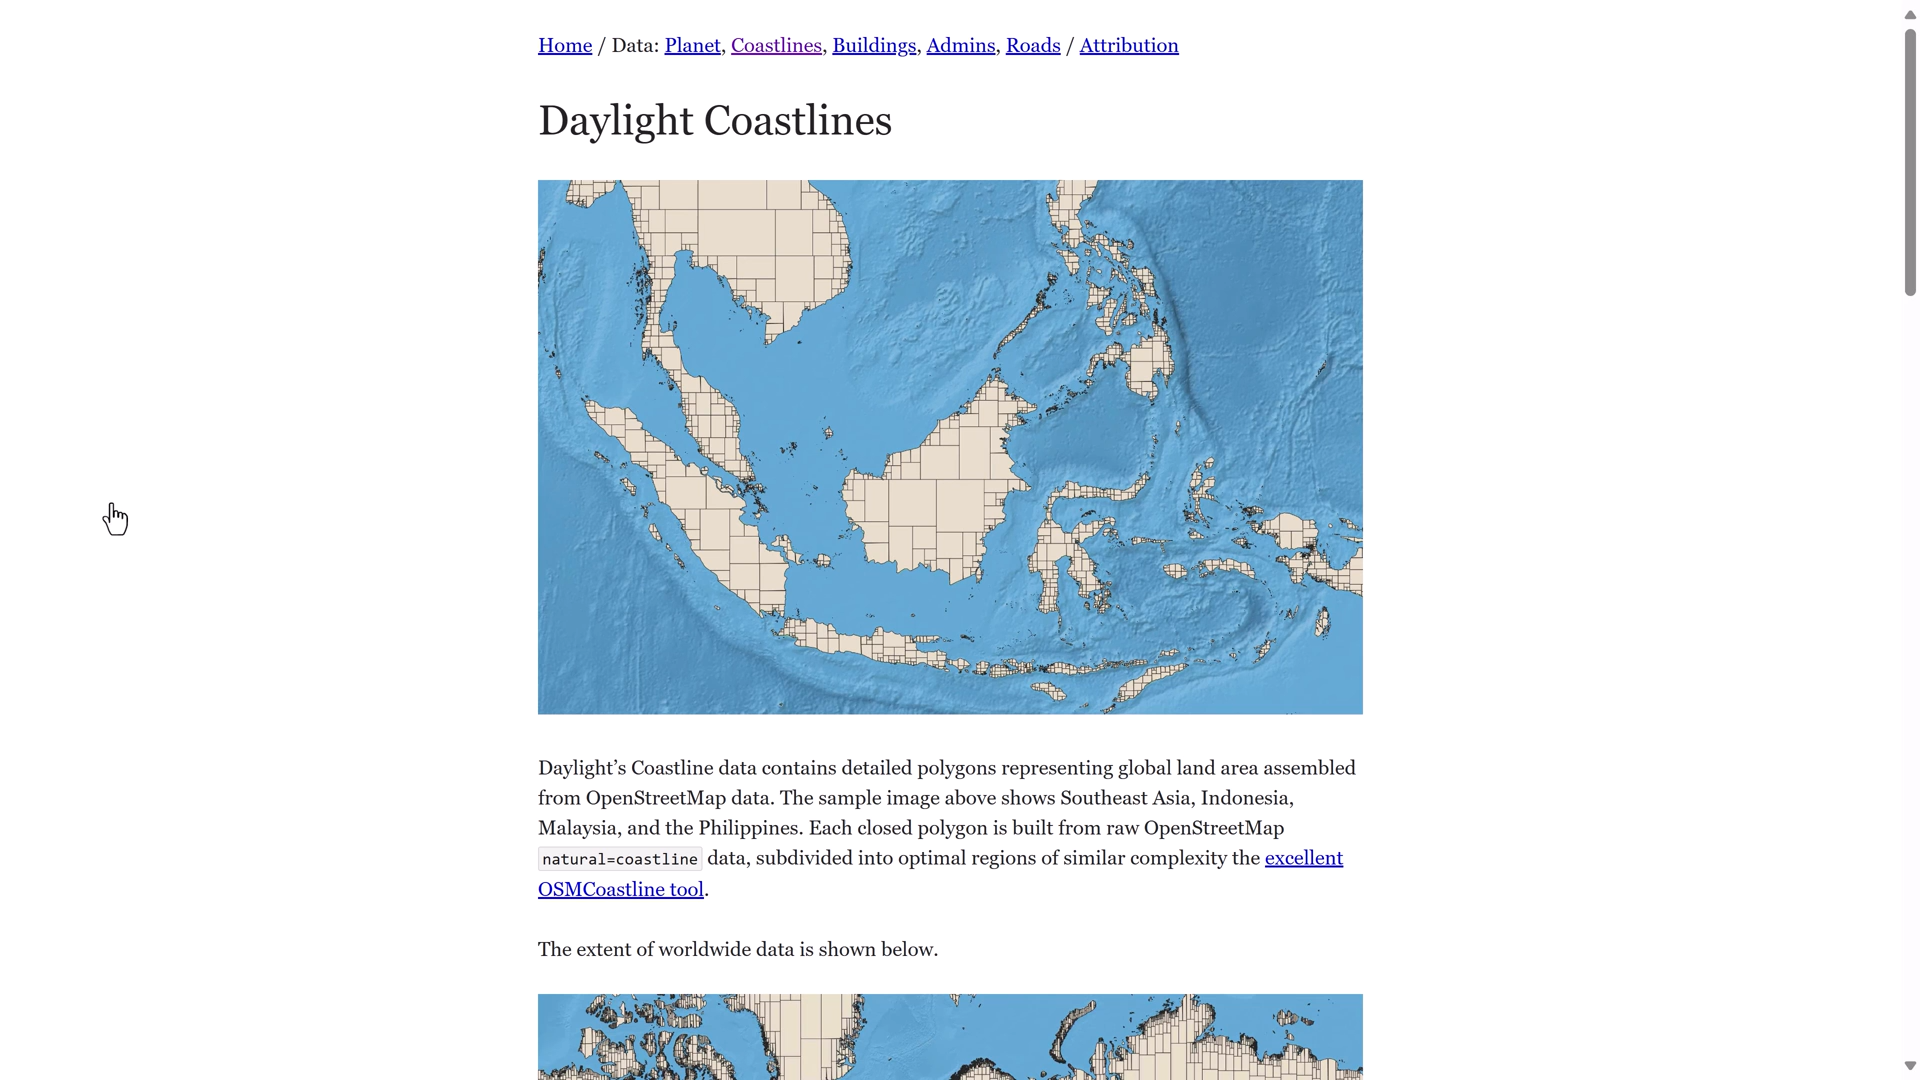 Home / Data: Planet, Coastlines, Buildings, Admins, Roads / Attribution
Daylight Coastlines
Daylight’s Coastline data contains detailed polygons representing global land area assembled
from OpenStreetMap data. The sample image above shows Southeast Asia, Indonesia,
Malaysia, and the Philippines. Each closed polygon is built from raw OpenStreetMap
natural=coastline data, subdivided into optimal regions of similar complexity the excellent
OSMCoastline tool.
The extent of worldwide data is shown below.